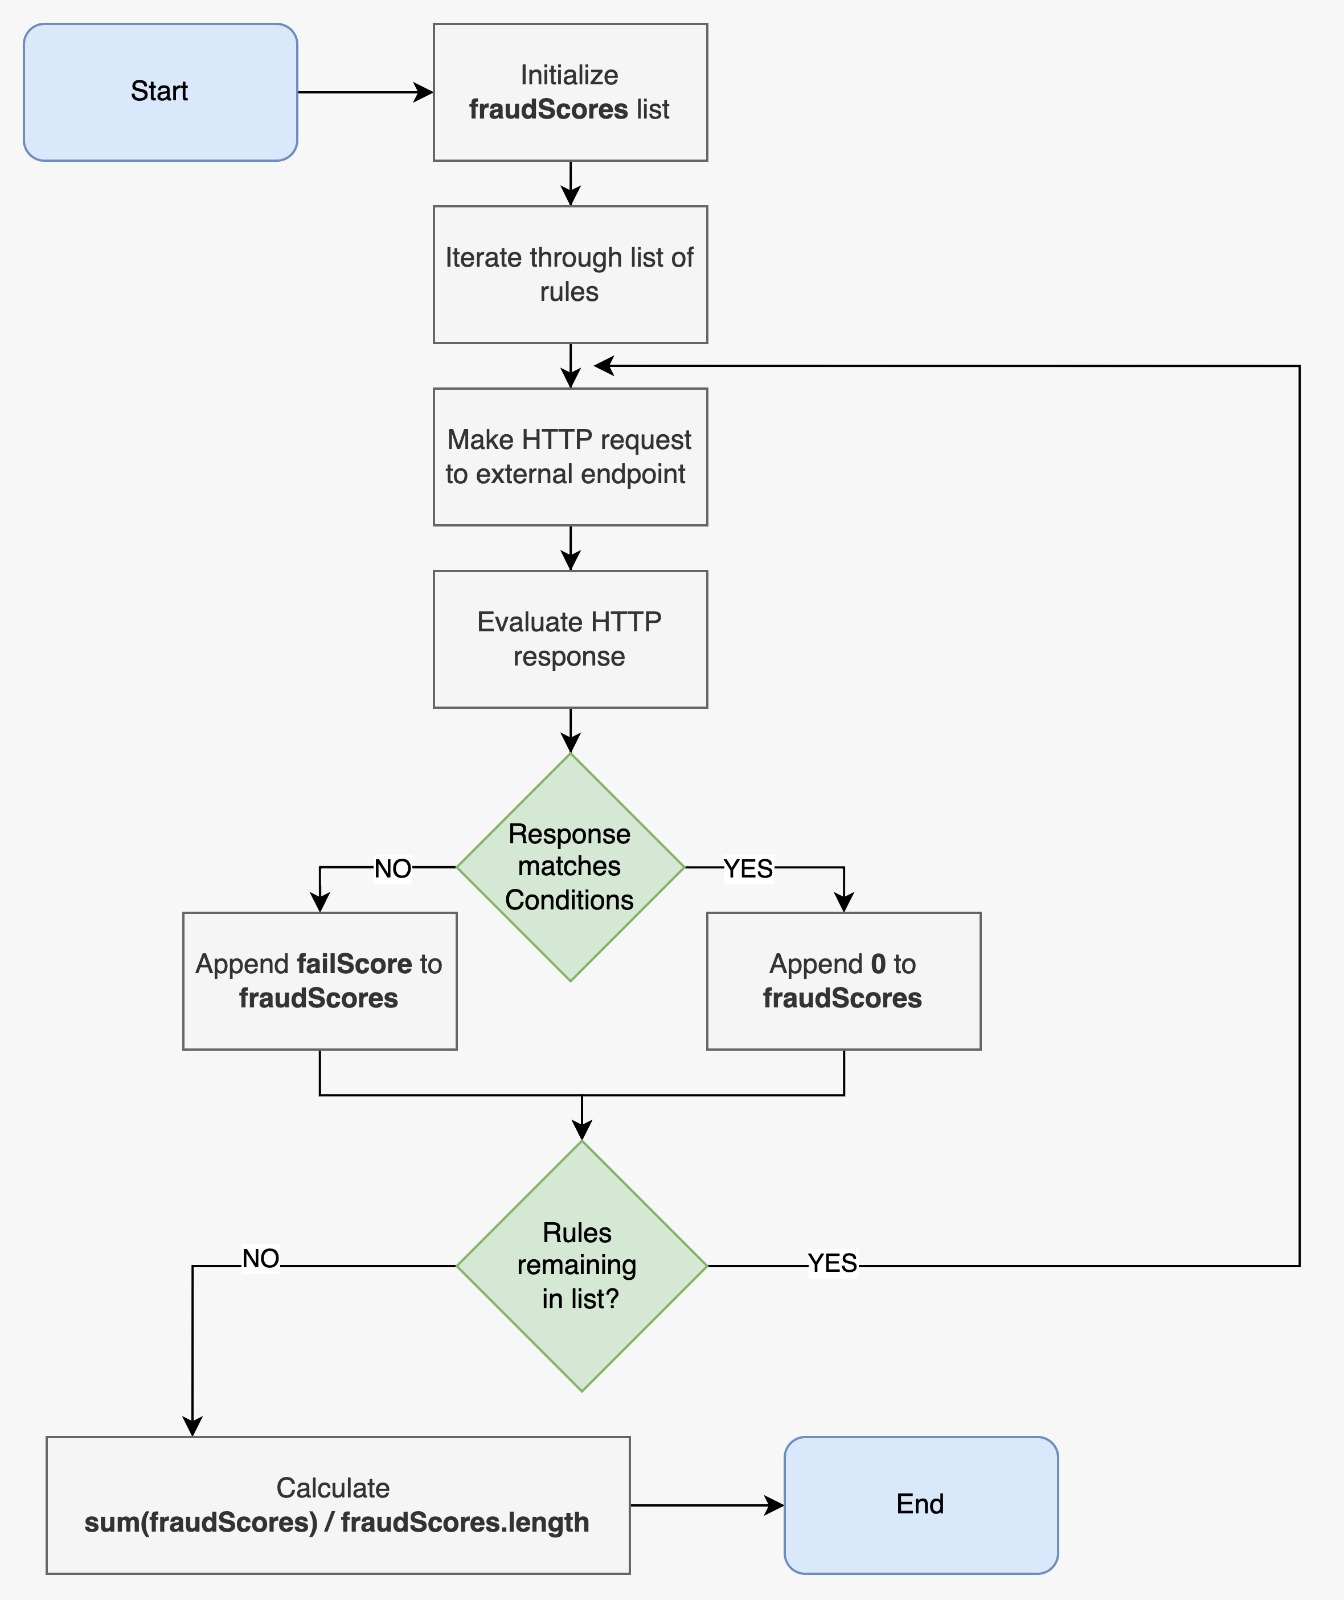 Start
Initialize
fraudScores list
Iterate through list of
rules
Make HTTP request
to external endpoint
Evaluate HTTP
response
Response
matches
Conditions
NO
YES
Append failScore to
fraudScores
Append 0 to
fraudScores
Rules
remaining
in list?
NO
YES
Calculate
sum(fraudScores) / fraudScores.length
End